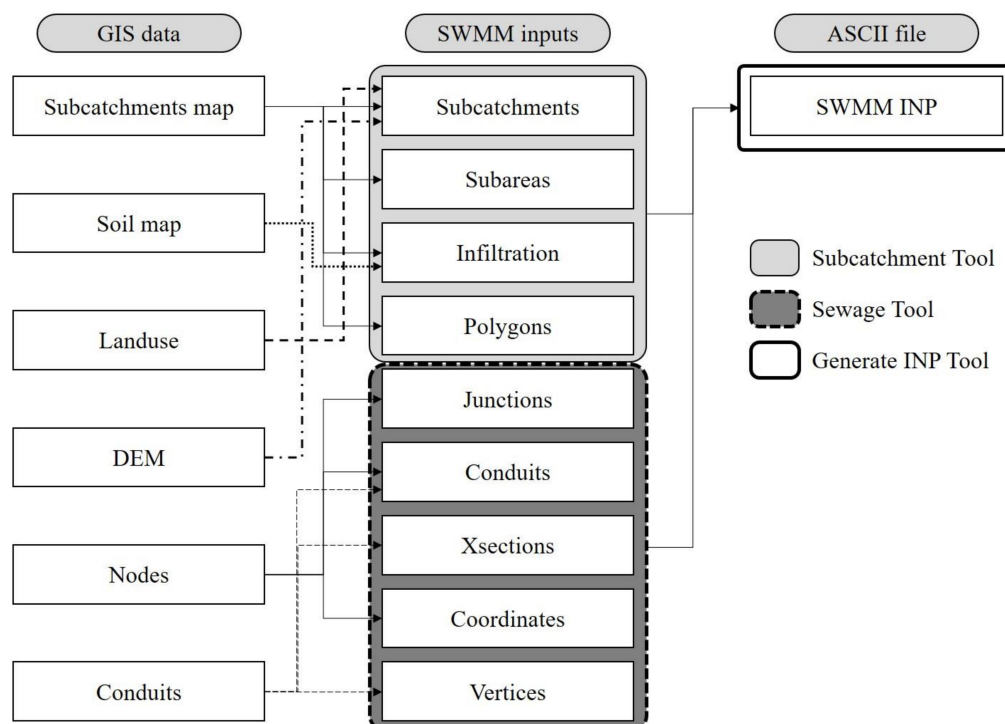 GIS data
SWMM inputs
ASCII file
Subcatchments map
Subcatchments
SWMM INP
Subareas
Soil map
Infiltration
Subcatchment Tool
Sewage Tool
Landuse
Polygons
Generate INP Tool
Junctions
DEM
Conduits
Xsections
Nodes
Coordinates
Conduits
Vertices